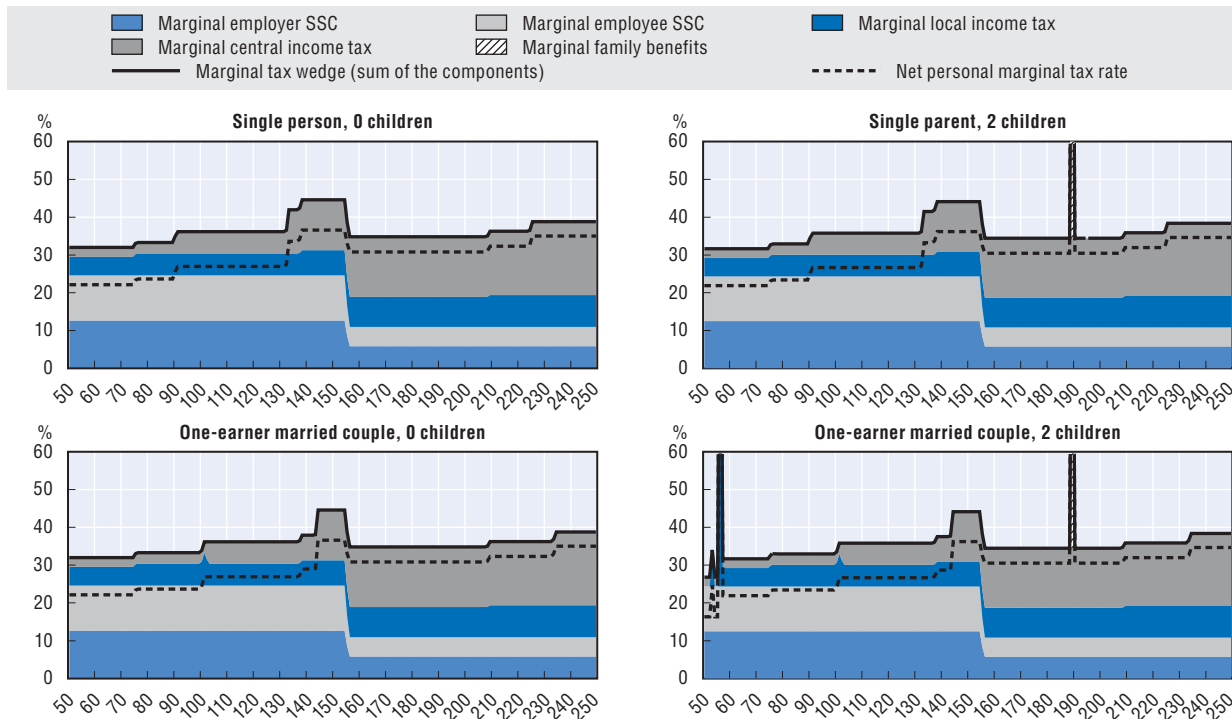 Marginal employer SSC Marginal employee SSC Marginal local income tax
Marginal central income tax Marginal family benefits
Marginal tax wedge (sum of the components) Net personal marginal tax rate
% Single person, 0 children
60
50
40
30
20
10
0
50 60 70 80 90 100 110 120 130 140 150 160 170 180 190 200 210 220 230 240 250
% Single parent, 2 children
60
50
40
30
20
10
0
50 60 70 80 90 100 110 120 130 140 150 160 170 180 190 200 210 220 230 240 250
% One-earner married couple, 0 children
60
50
40
30
20
10
0
50 60 70 80 90 100 110 120 130 140 150 160 170 180 190 200 210 220 230 240 250
% One-earner married couple, 2 children
60
50
40
30
20
10
0
50 60 70 80 90 100 110 120 130 140 150 160 170 180 190 200 210 220 230 240 250